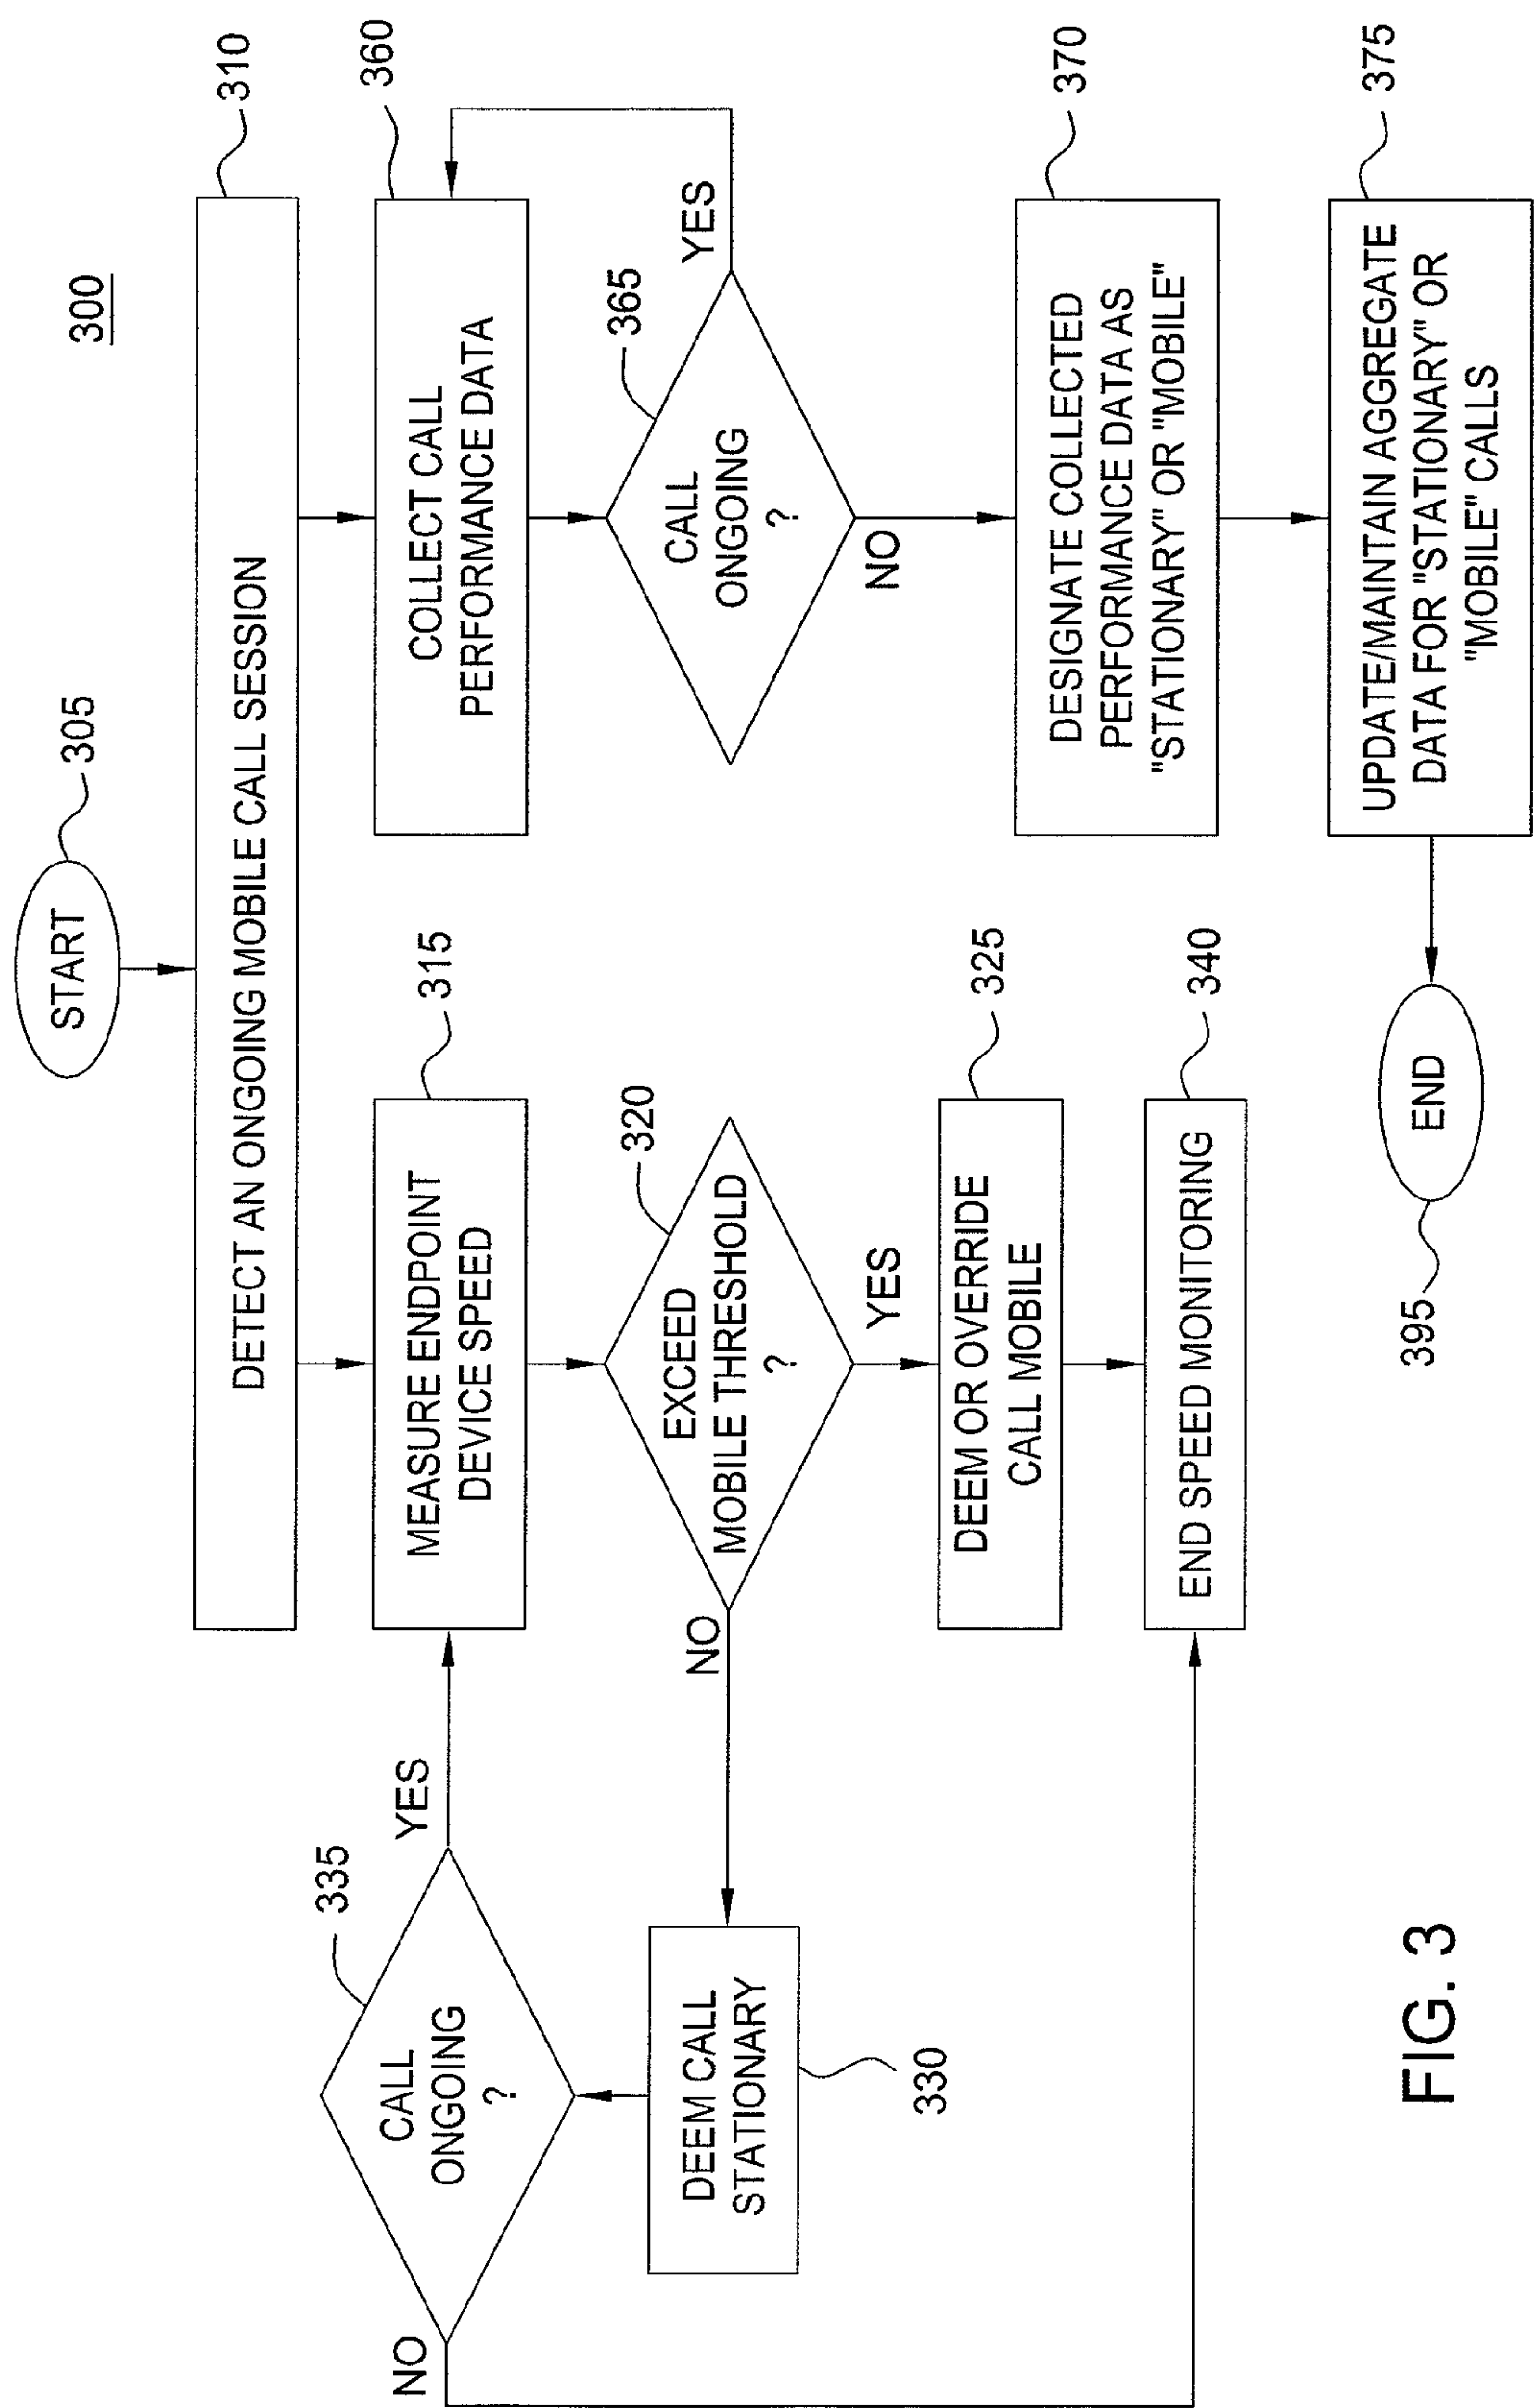 300
START
305
DETECT AN ONGOING MOBILE CALL SESSION
310
MEASURE ENDPOINT
DEVICE SPEED
315
EXCEED
MOBILE THRESHOLD
?
320
YES
NO
DEEM OR OVERRIDE
CALL MOBILE
325
DEEM CALL
STATIONARY
330
CALL
ONGOING
?
335
YES
NO
END SPEED MONITORING
340
COLLECT CALL
PERFORMANCE DATA
360
CALL
ONGOING
?
365
YES
NO
DESIGNATE COLLECTED
PERFORMANCE DATA AS
"STATIONARY" OR "MOBILE"
370
UPDATE/MAINTAIN AGGREGATE
DATA FOR "STATIONARY" OR
"MOBILE" CALLS
375
END
395
FIG. 3